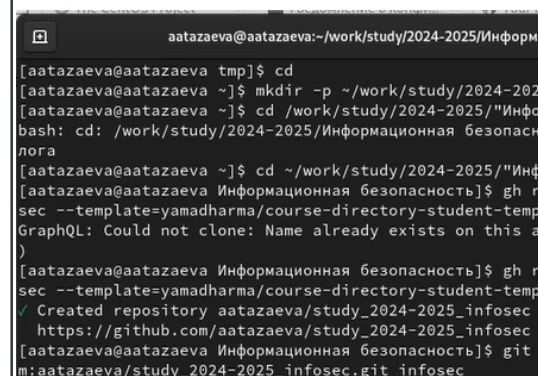 aatazaeva@aatazaeva:~/work/study/2024-2025/Информ
[aatazaeva@aatazaeva tmp]$ cd
[aatazaeva@aatazaeva ~]$ mkdir -p ~/work/study/2024-202
[aatazaeva@aatazaeva ~]$ cd /work/study/2024-2025/"Инфо
bash: cd: /work/study/2024-2025/Информационная безопасн
лога
[aatazaeva@aatazaeva ~]$ cd ~/work/study/2024-2025/"Инф
[aatazaeva@aatazaeva Информационная безопасность]$ gh r
sec --template=yamadharma/course-directory-student-temp
GraphQL: Could not clone: Name already exists on this a
)
[aatazaeva@aatazaeva Информационная безопасность]$ gh r
sec --template=yamadharma/course-directory-student-temp
✓ Created repository aatazaeva/study_2024-2025_infosec
https://github.com/aatazaeva/study_2024-2025_infosec
[aatazaeva@aatazaeva Информационная безопасность]$ git
m:aatazaeva/study_2024-2025_infosec.git infosec